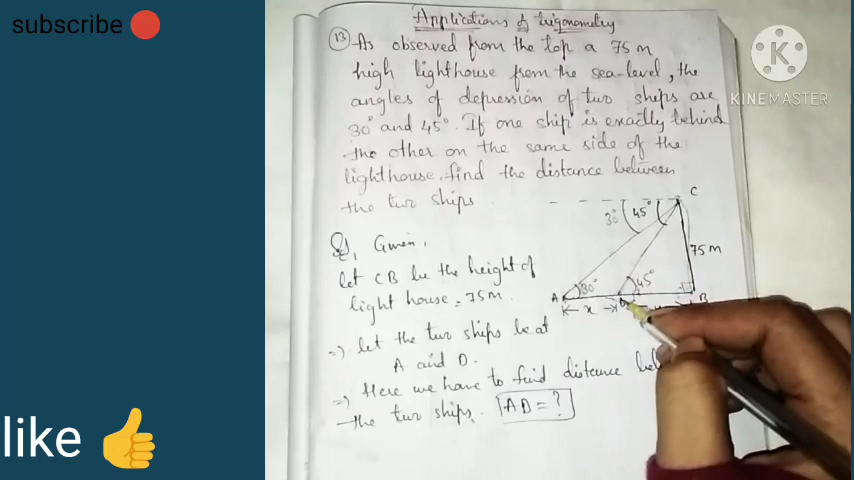 subscribe
like
KINEMASTER
Applications of trigonometry
13 As observed from the top a 75 m
high lighthouse from the sea-level, the
angles of depression of two ships are
30° and 45°. If one ship is exactly behind
the other on the same side of the
lighthouse, find the distance between
the two ships.
C
30° 45°
75 m
A 30° 45° B
x
Given,
let CB be the height of
light house = 75m.
=> let the two ships be at
A and D.
=> Here we have to find distance
the two ships. AD = ?